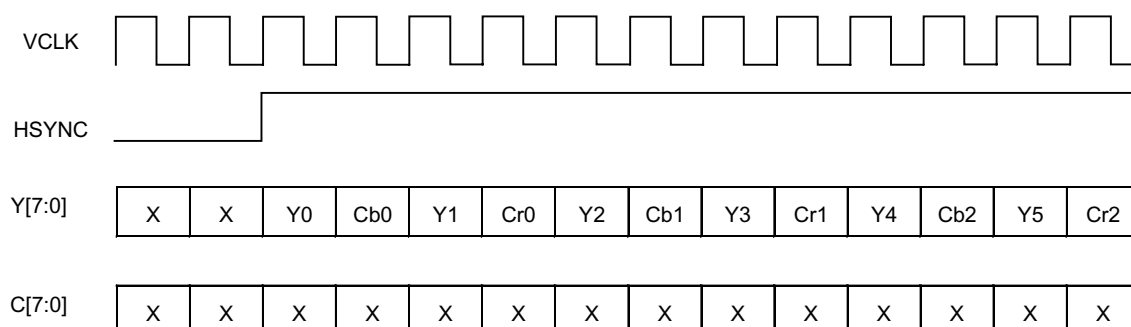 VCLK
HSYNC
Y[7:0] X X Y0 Cb0 Y1 Cr0 Y2 Cb1 Y3 Cr1 Y4 Cb2 Y5 Cr2
C[7:0] X X X X X X X X X X X X X X